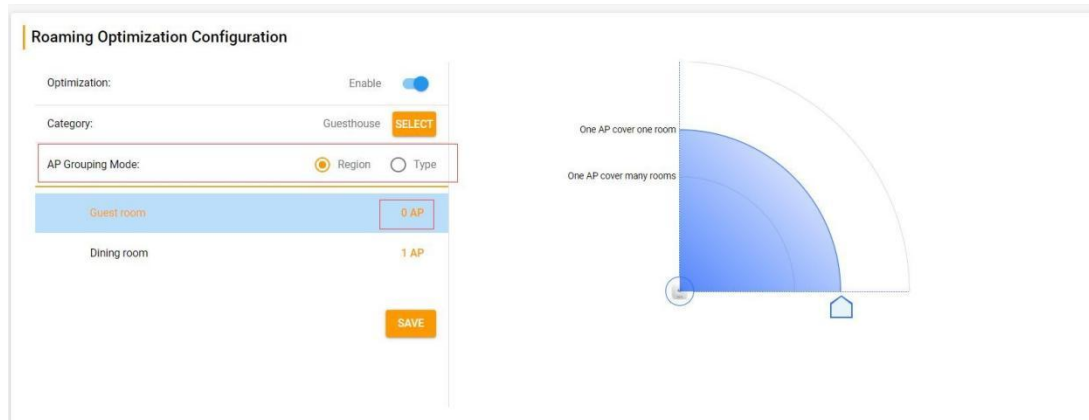 Roaming Optimization Configuration
Optimization: Enable
Category: Guesthouse SELECT
AP Grouping Mode: Region Type
Guest room 0 AP
Dining room 1 AP
SAVE
One AP cover one room
One AP cover many rooms